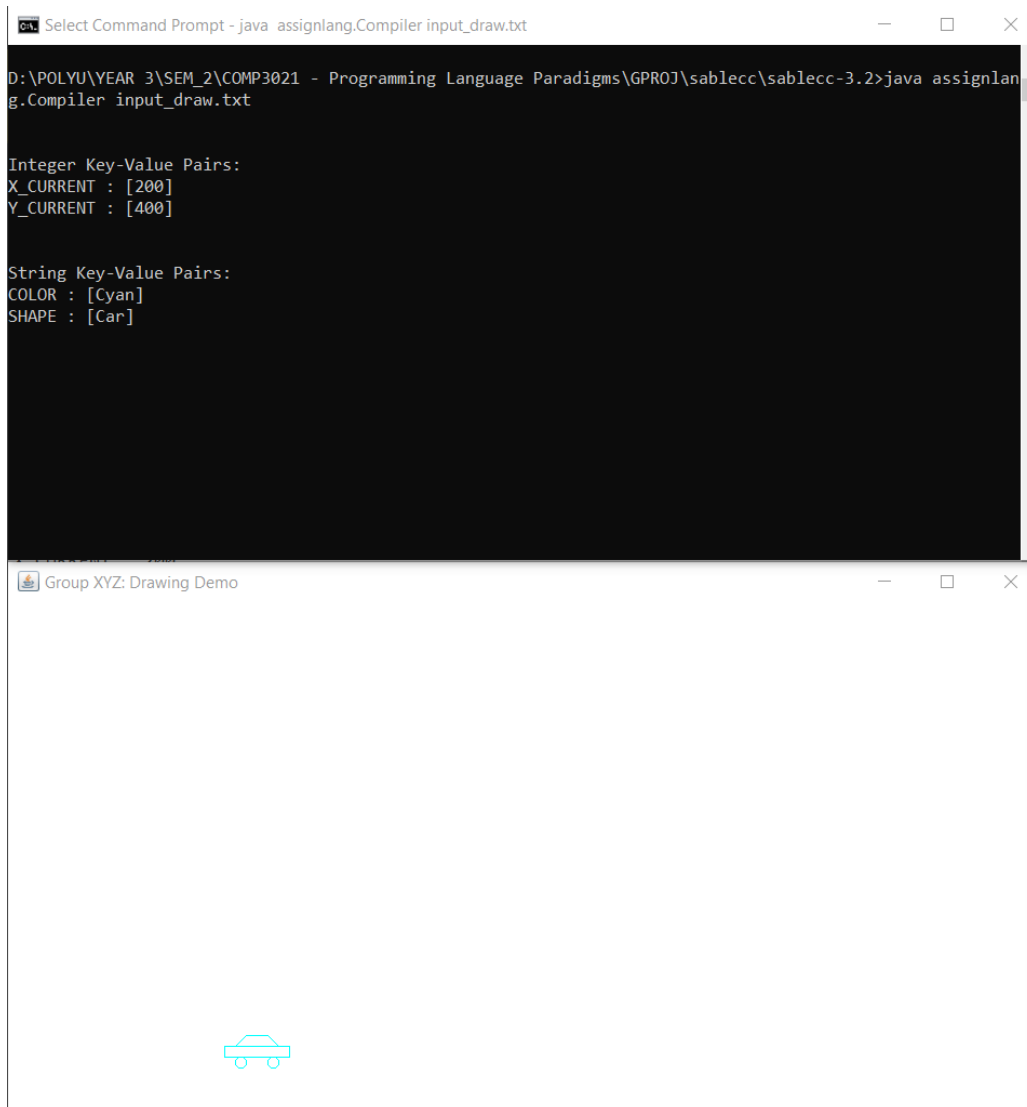 Select Command Prompt - java  assignlang.Compiler input_draw.txt
D:\POLYU\YEAR 3\SEM_2\COMP3021 - Programming Language Paradigms\GPROJ\sablecc\sablecc-3.2>java assignlan
g.Compiler input_draw.txt
Integer Key-Value Pairs:
X_CURRENT : [200]
Y_CURRENT : [400]
String Key-Value Pairs:
COLOR : [Cyan]
SHAPE : [Car]
Group XYZ: Drawing Demo